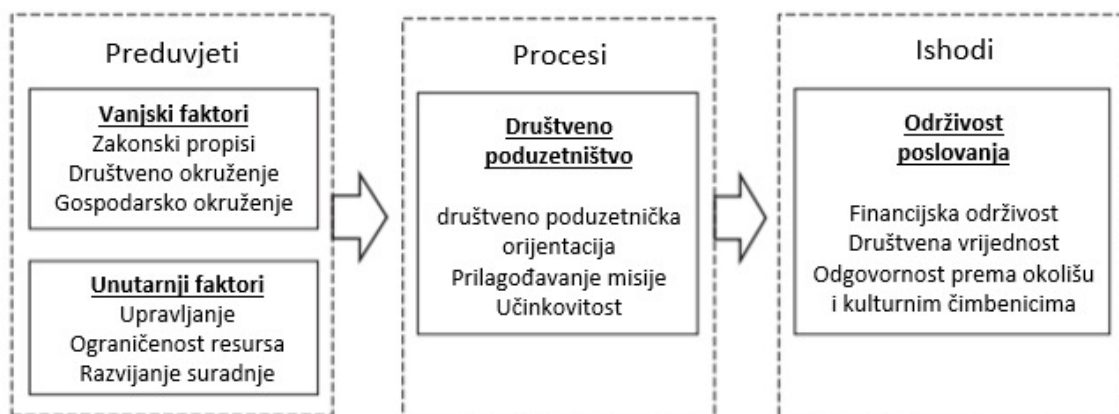 Preduvjeti
Vanjski faktori
Zakonski propisi
Društveno okruženje
Gospodarsko okruženje
Unutarnji faktori
Upravljanje
Ograničenost resursa
Razvijanje suradnje
Procesi
Društveno
poduzetništvo
društveno poduzetnička
orijentacija
Prilagođavanje misije
Učinkovitost
Ishodi
Održivost
poslovanja
Financijska održivost
Društvena vrijednost
Odgovornost prema okolišu
i kulturnim čimbenicima